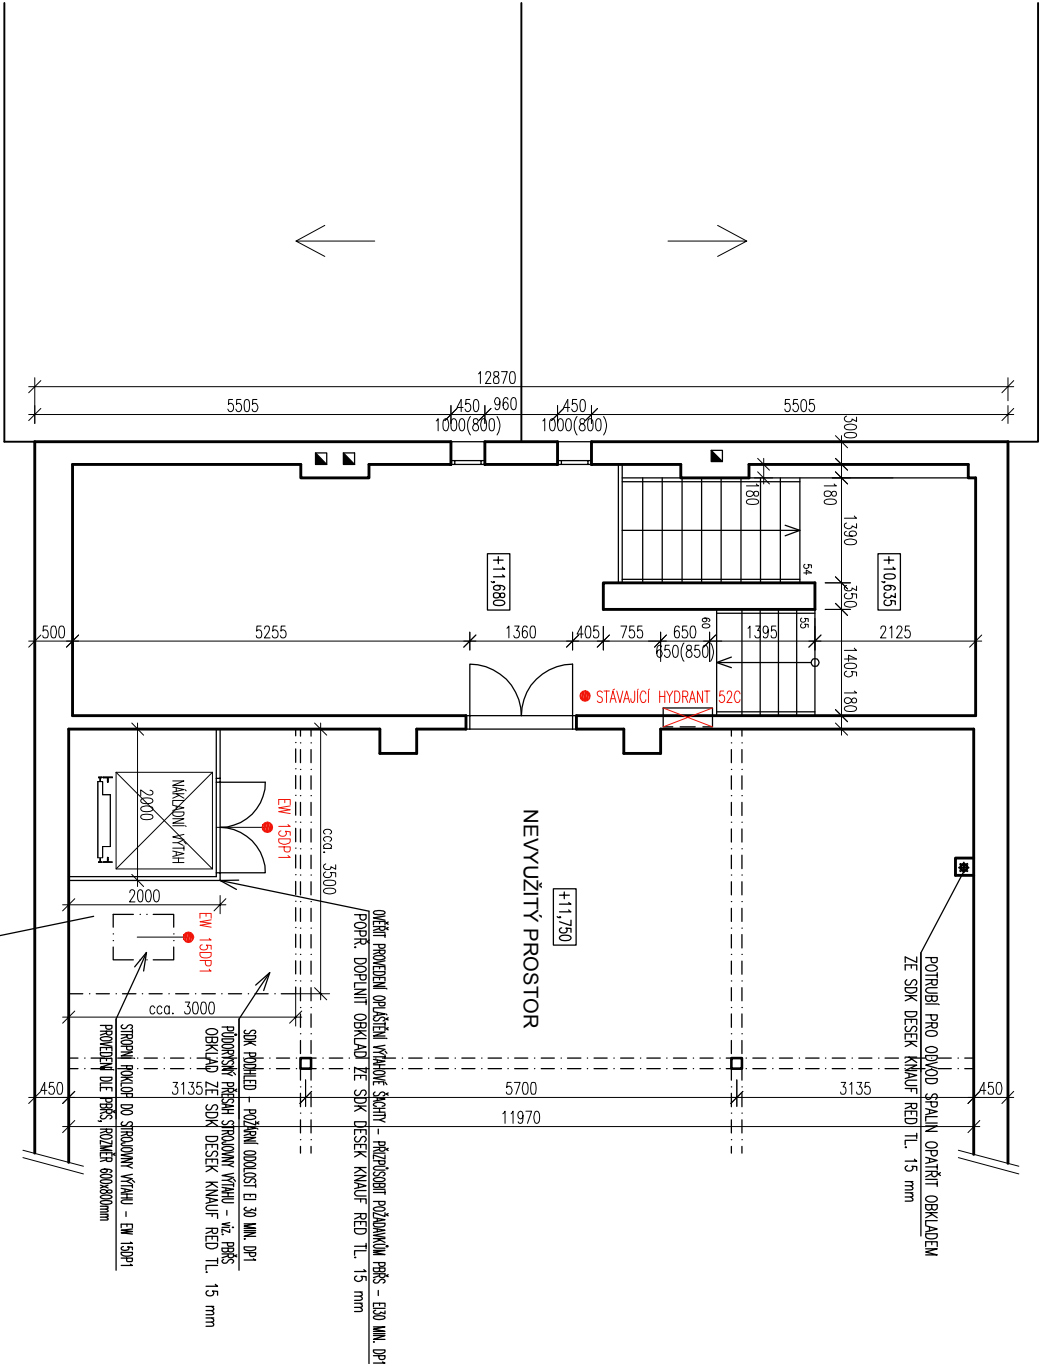 12870
5505
450
960
450
5505
1000(800)
1000(800)
300
180
180
1390
+11,680
+10,635
54
350
60
55
500
5255
1360
405
755
650
1395
2125
650(850)
1405
180
STÁVAJÍCÍ HYDRANT 52C
NÁKLADNÍ VÝTAH
2000
EW 15DP1
cca. 3500
NEVYUŽITÝ PROSTOR
+11,750
2000
EW 15DP1
cca. 3000
OVĚŘIT PROVEDENÍ OPLÁŠTĚNÍ VÝTAHOVÉ ŠACHTY - PŘIZPŮSOBIT POŽADAVKŮM PBŘS - EI30 MIN. DP1
POPŘ. DOPLNIT OBKLAD ZE SDK DESEK KNAUF RED TL. 15 mm
POTRUBÍ PRO ODVOD SPALIN OPATŘIT OBKLADEM
ZE SDK DESEK KNAUF RED TL. 15 mm
SDK PODHLED - POŽÁRNÍ ODOLOST EI 30 MIN. DP1
PŮDORYSNÝ PŘESAH STROJOVNY VÝTAHU - viz. PBŘS
OBKLAD ZE SDK DESEK KNAUF RED TL. 15 mm
STROPNÍ POKLOP DO STROJOVNY VÝTAHU - EW 15DP1
PROVEDENÍ DLE PBŘS, ROZMĚR 600x800mm
450
3135
5700
3135
450
11970